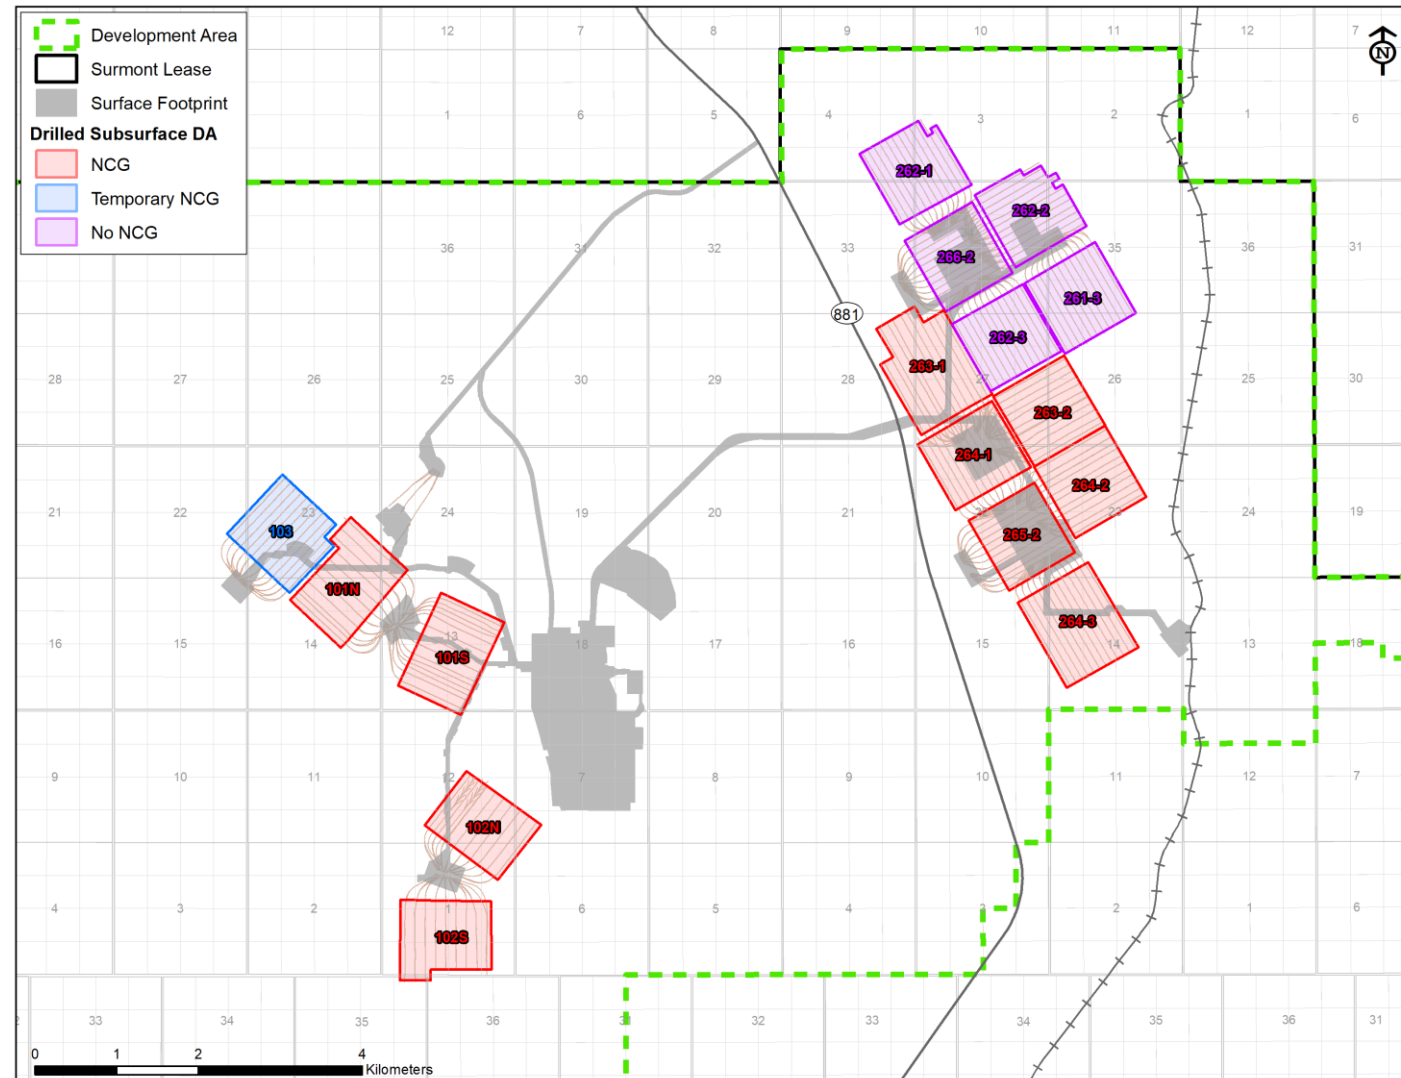 Development Area
Surmont Lease
Surface Footprint
Drilled Subsurface DA
NCG
Temporary NCG
No NCG
N
12 7 8 9 10 11 12 7
1 6 5 4 3 2 1 6
262-1
262-2
36 31 32 33 35 36 31
266-2
261-3
881
262-3
263-1
28 27 26 25 30 29 28 27 26 25 30
263-2
264-1
264-2
22 23 24 19 20 21 23 24 19
21
103
265-2
101N
264-3
16 15 14 13 18 17 16 15 14 13 18
101S
9 10 11 12 7 8 9 10 11 12 7
102N
4 3 2 1 6 5 4 3 2 1 6
102S
33 34 35 36 31 32 33 34 35 36 31
0 1 2 4
Kilometers